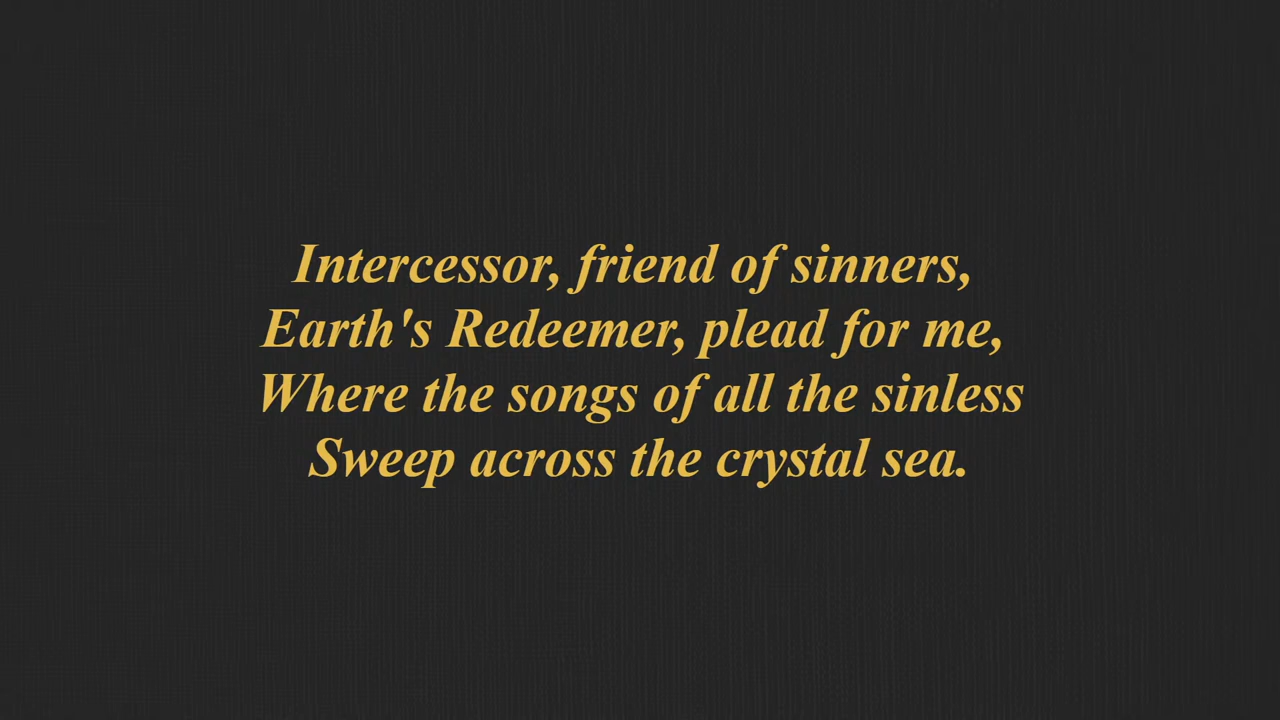 Intercessor, friend of sinners,
Earth's Redeemer, plead for me,
Where the songs of all the sinless
Sweep across the crystal sea.